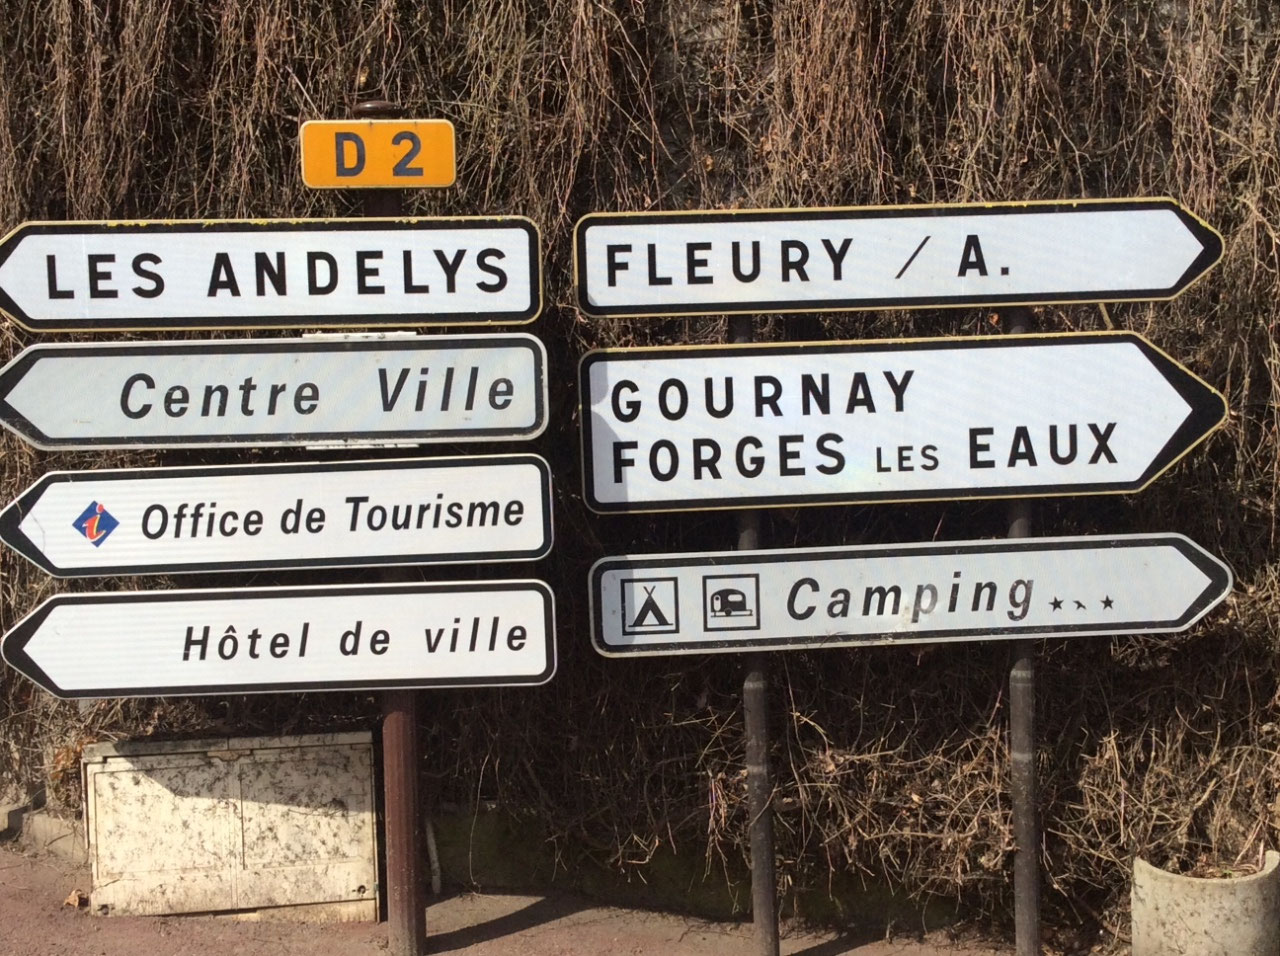 D 2
LES ANDELYS
Centre Ville
i Office de Tourisme
Hôtel de ville
FLEURY / A.
GOURNAY
FORGES LES EAUX
Camping